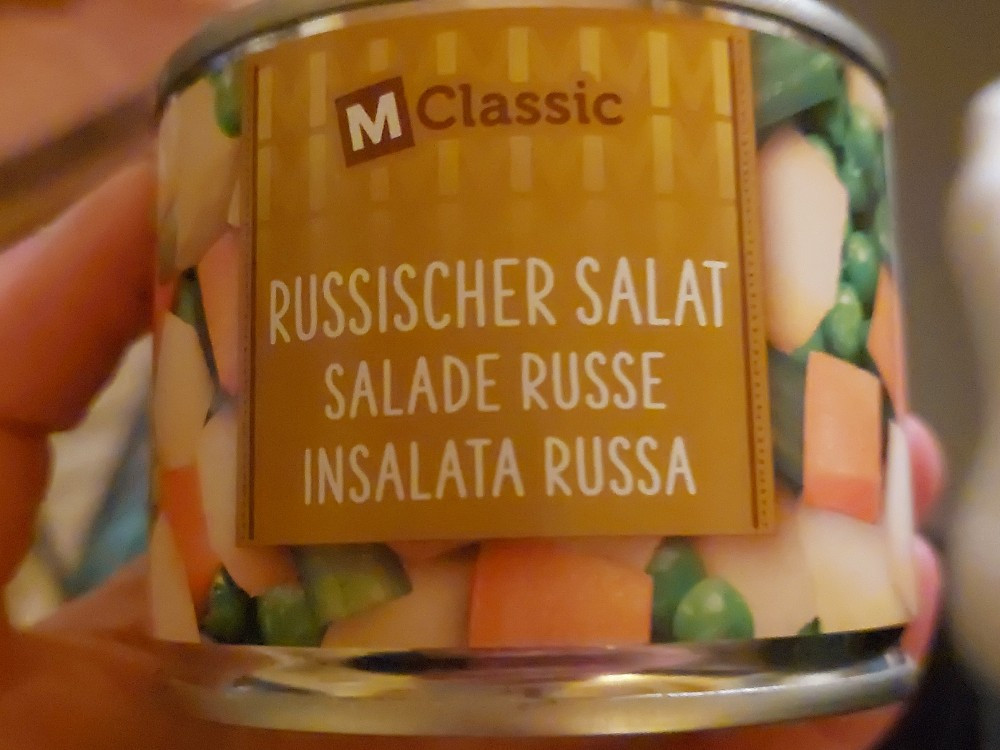 M Classic
RUSSISCHER SALAT
SALADE RUSSE
INSALATA RUSSA